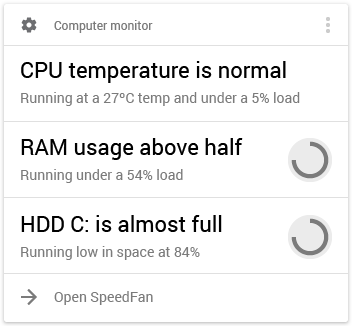 Computer monitor
CPU temperature is normal
Running at a 27ºC temp and under a 5% load
RAM usage above half
Running under a 54% load
HDD C: is almost full
Running low in space at 84%
Open SpeedFan